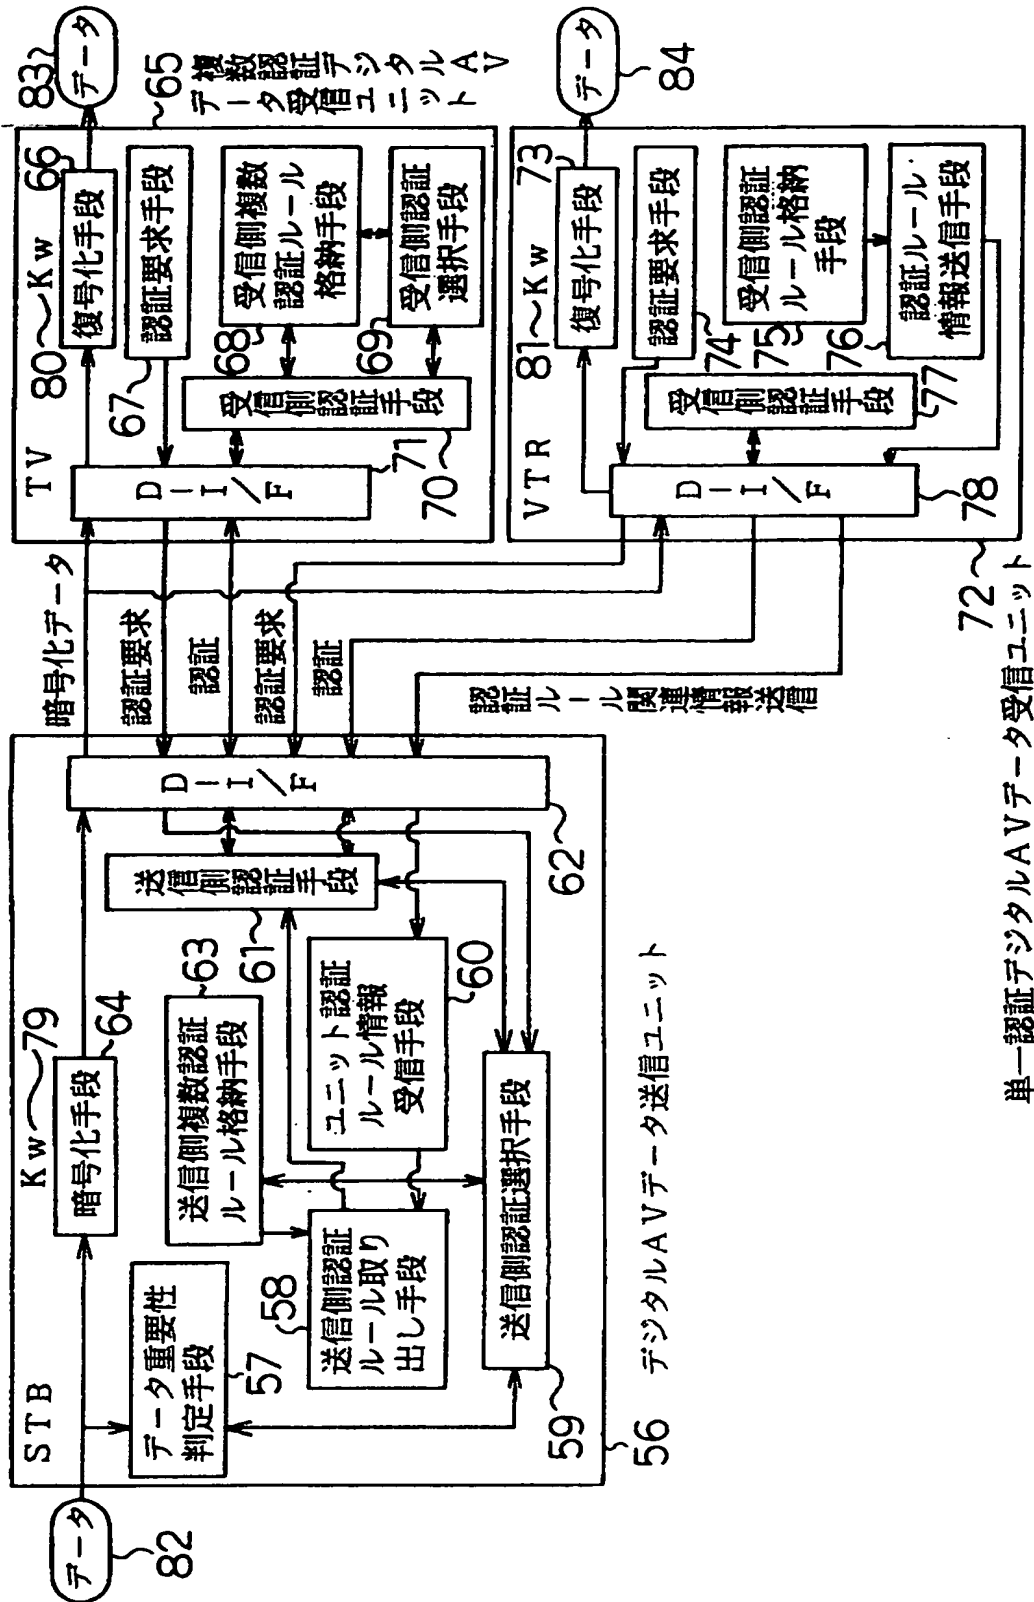 データ
82
STB
Kw
79
暗号化手段
64
データ重要性
判定手段
57
送信側複数認証
ルール格納手段
63
送信側認証手段
61
送信側認証
ルール取り
出し手段
58
ユニット認証
ルール情報
受信手段
60
送信側認証選択手段
59
D-I/F
62
56
デジタルAVデータ送信ユニット
暗号化データ
認証要求
認証
認証要求
認証
認証ルール関連情報送信
TV
80
Kw
66
復号化手段
認証要求手段
67
受信側複数
認証ルール
格納手段
68
受信側認証
選択手段
69
受信側認証手段
70
D-I/F
71
データ
83
65
複数認証デジタルAV
データ受信ユニット
VTR
81
Kw
73
復号化手段
認証要求手段
74
受信側認証
ルール格納
手段
75
認証ルール
情報送信手段
76
受信側認証手段
77
D-I/F
78
データ
84
72
単一認証デジタルAVデータ受信ユニット